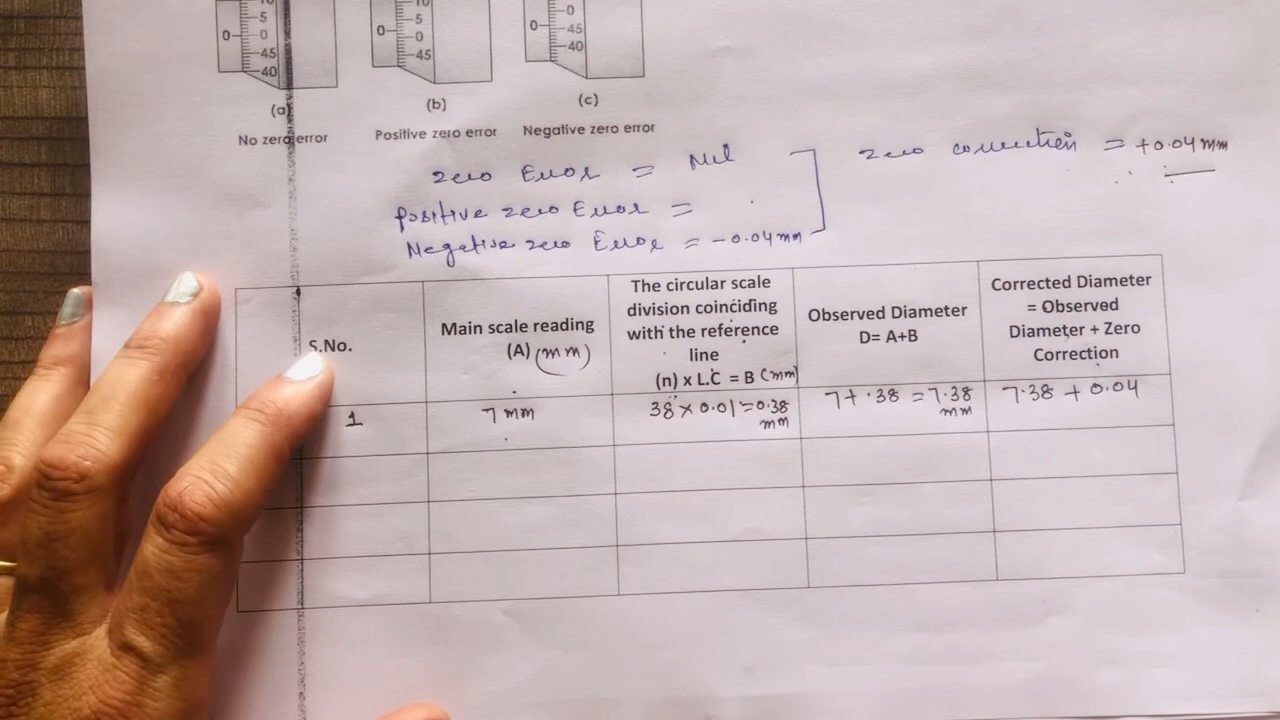 10
5
0
0
45
40
10
5
0
0
45
0
0
45
40
(a)
(b)
(c)
No zero error
Positive zero error
Negative zero error
zero Error = Nil
zero correction = +0.04 mm
positive zero Error =
Negative zero Error = -0.04 mm
S.No.
Main scale reading
(A) (mm)
The circular scale
division coinciding
with the reference
line
(n) x L.C = B (mm)
Observed Diameter
D= A+B
Corrected Diameter
= Observed
Diameter + Zero
Correction
1
7 mm
38 × 0.01 = 0.38
mm
7 + .38 = 7.38
mm
7.38 + 0.04